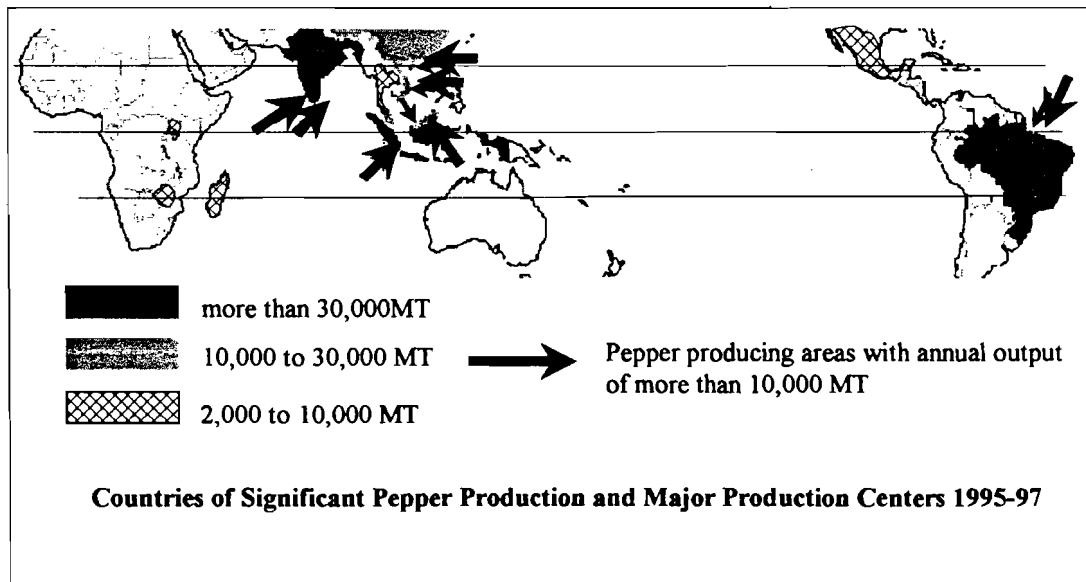 more than 30,000MT
10,000 to 30,000 MT
Pepper producing areas with annual output
of more than 10,000 MT
2,000 to 10,000 MT
Countries of Significant Pepper Production and Major Production Centers 1995-97